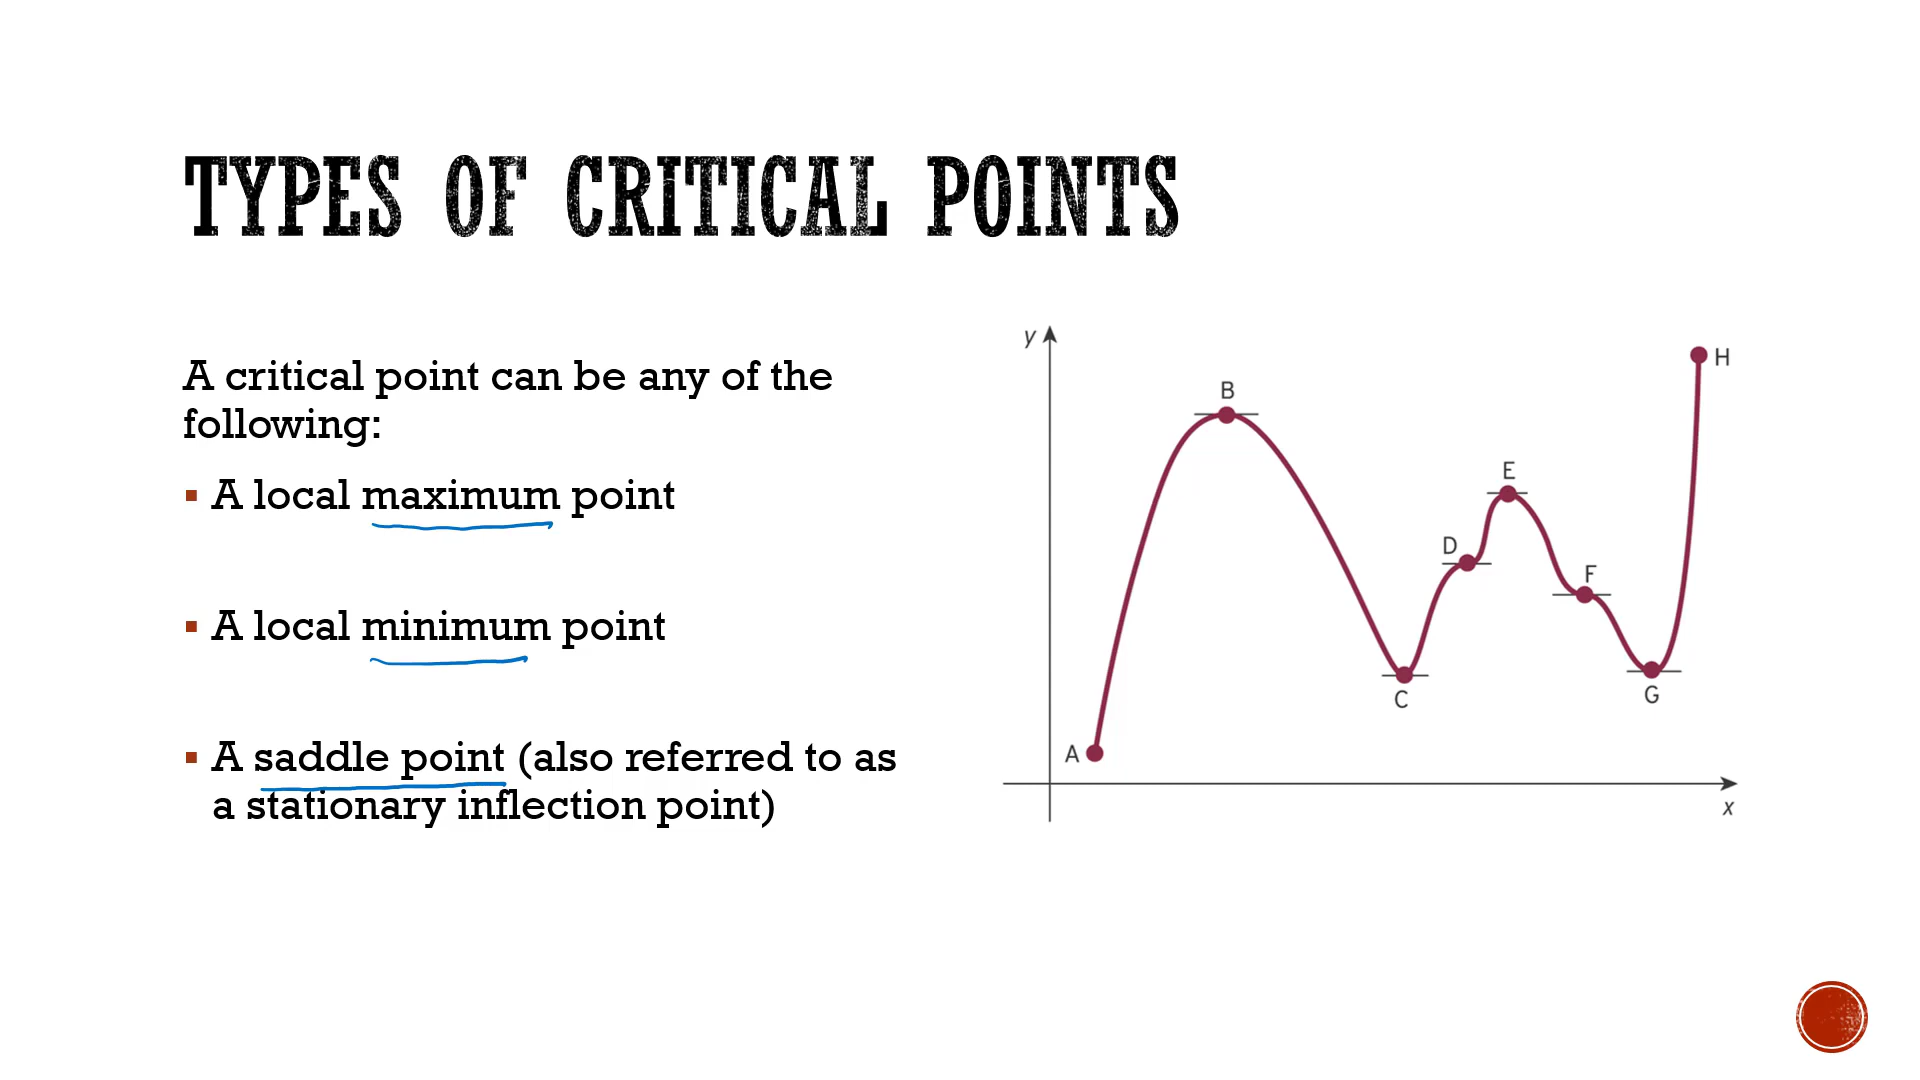 TYPES OF CRITICAL POINTS
A critical point can be any of the
following:
▪ A local maximum point
▪ A local minimum point
▪ A saddle point (also referred to as
a stationary inflection point)
y
H
B
E
D
F
C
G
A
x